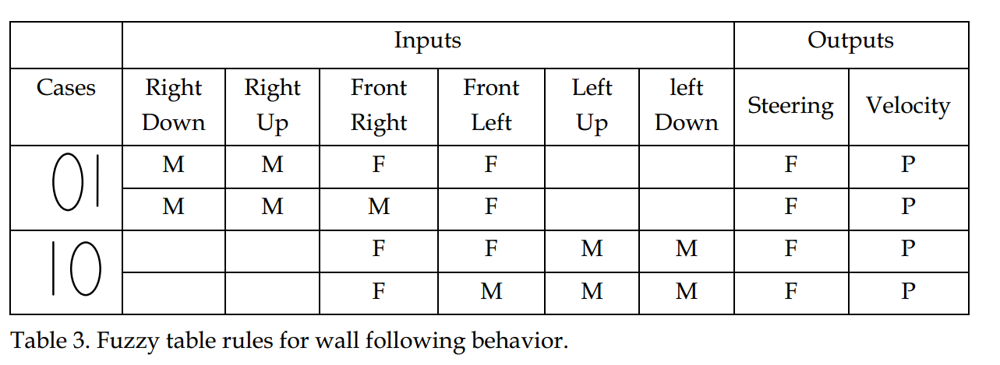 Inputs Outputs
Cases Right Down Right Up Front Right Front Left Left Up left Down Steering Velocity
M M F F F P
M M M F F P
F F M M F P
F M M M F P
Table 3. Fuzzy table rules for wall following behavior.